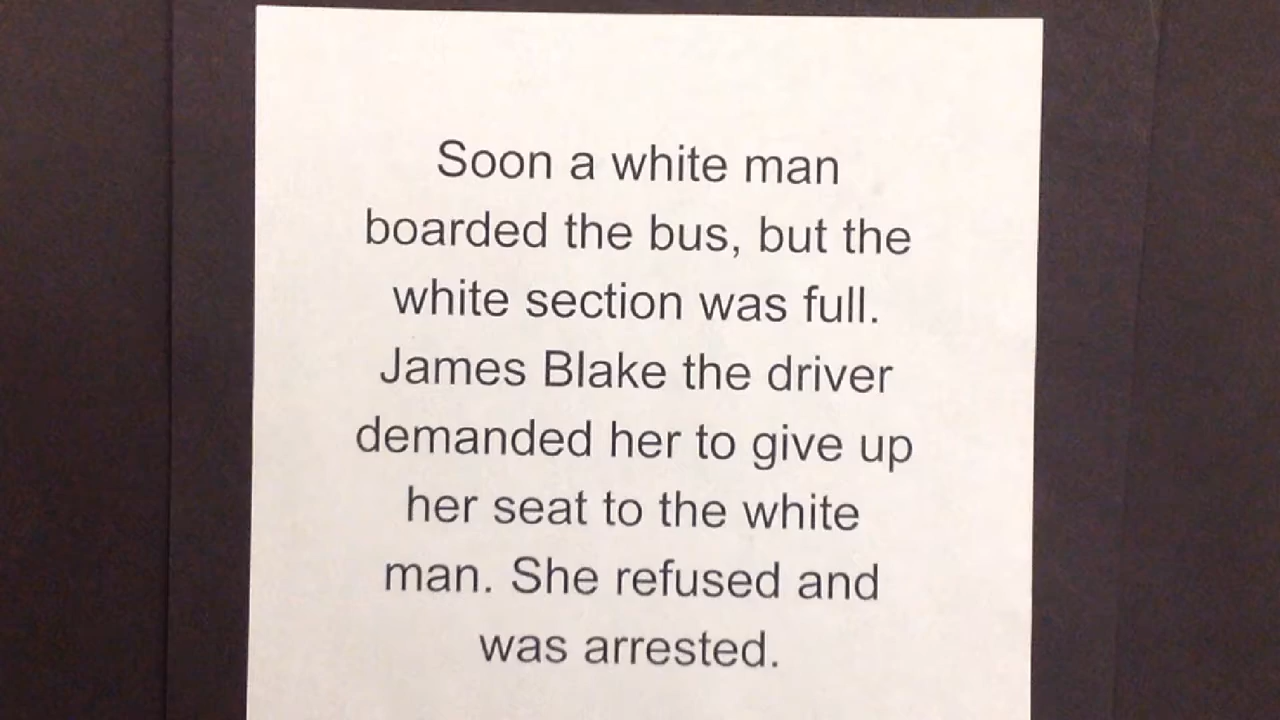 Soon a white man
boarded the bus, but the
white section was full.
James Blake the driver
demanded her to give up
her seat to the white
man. She refused and
was arrested.